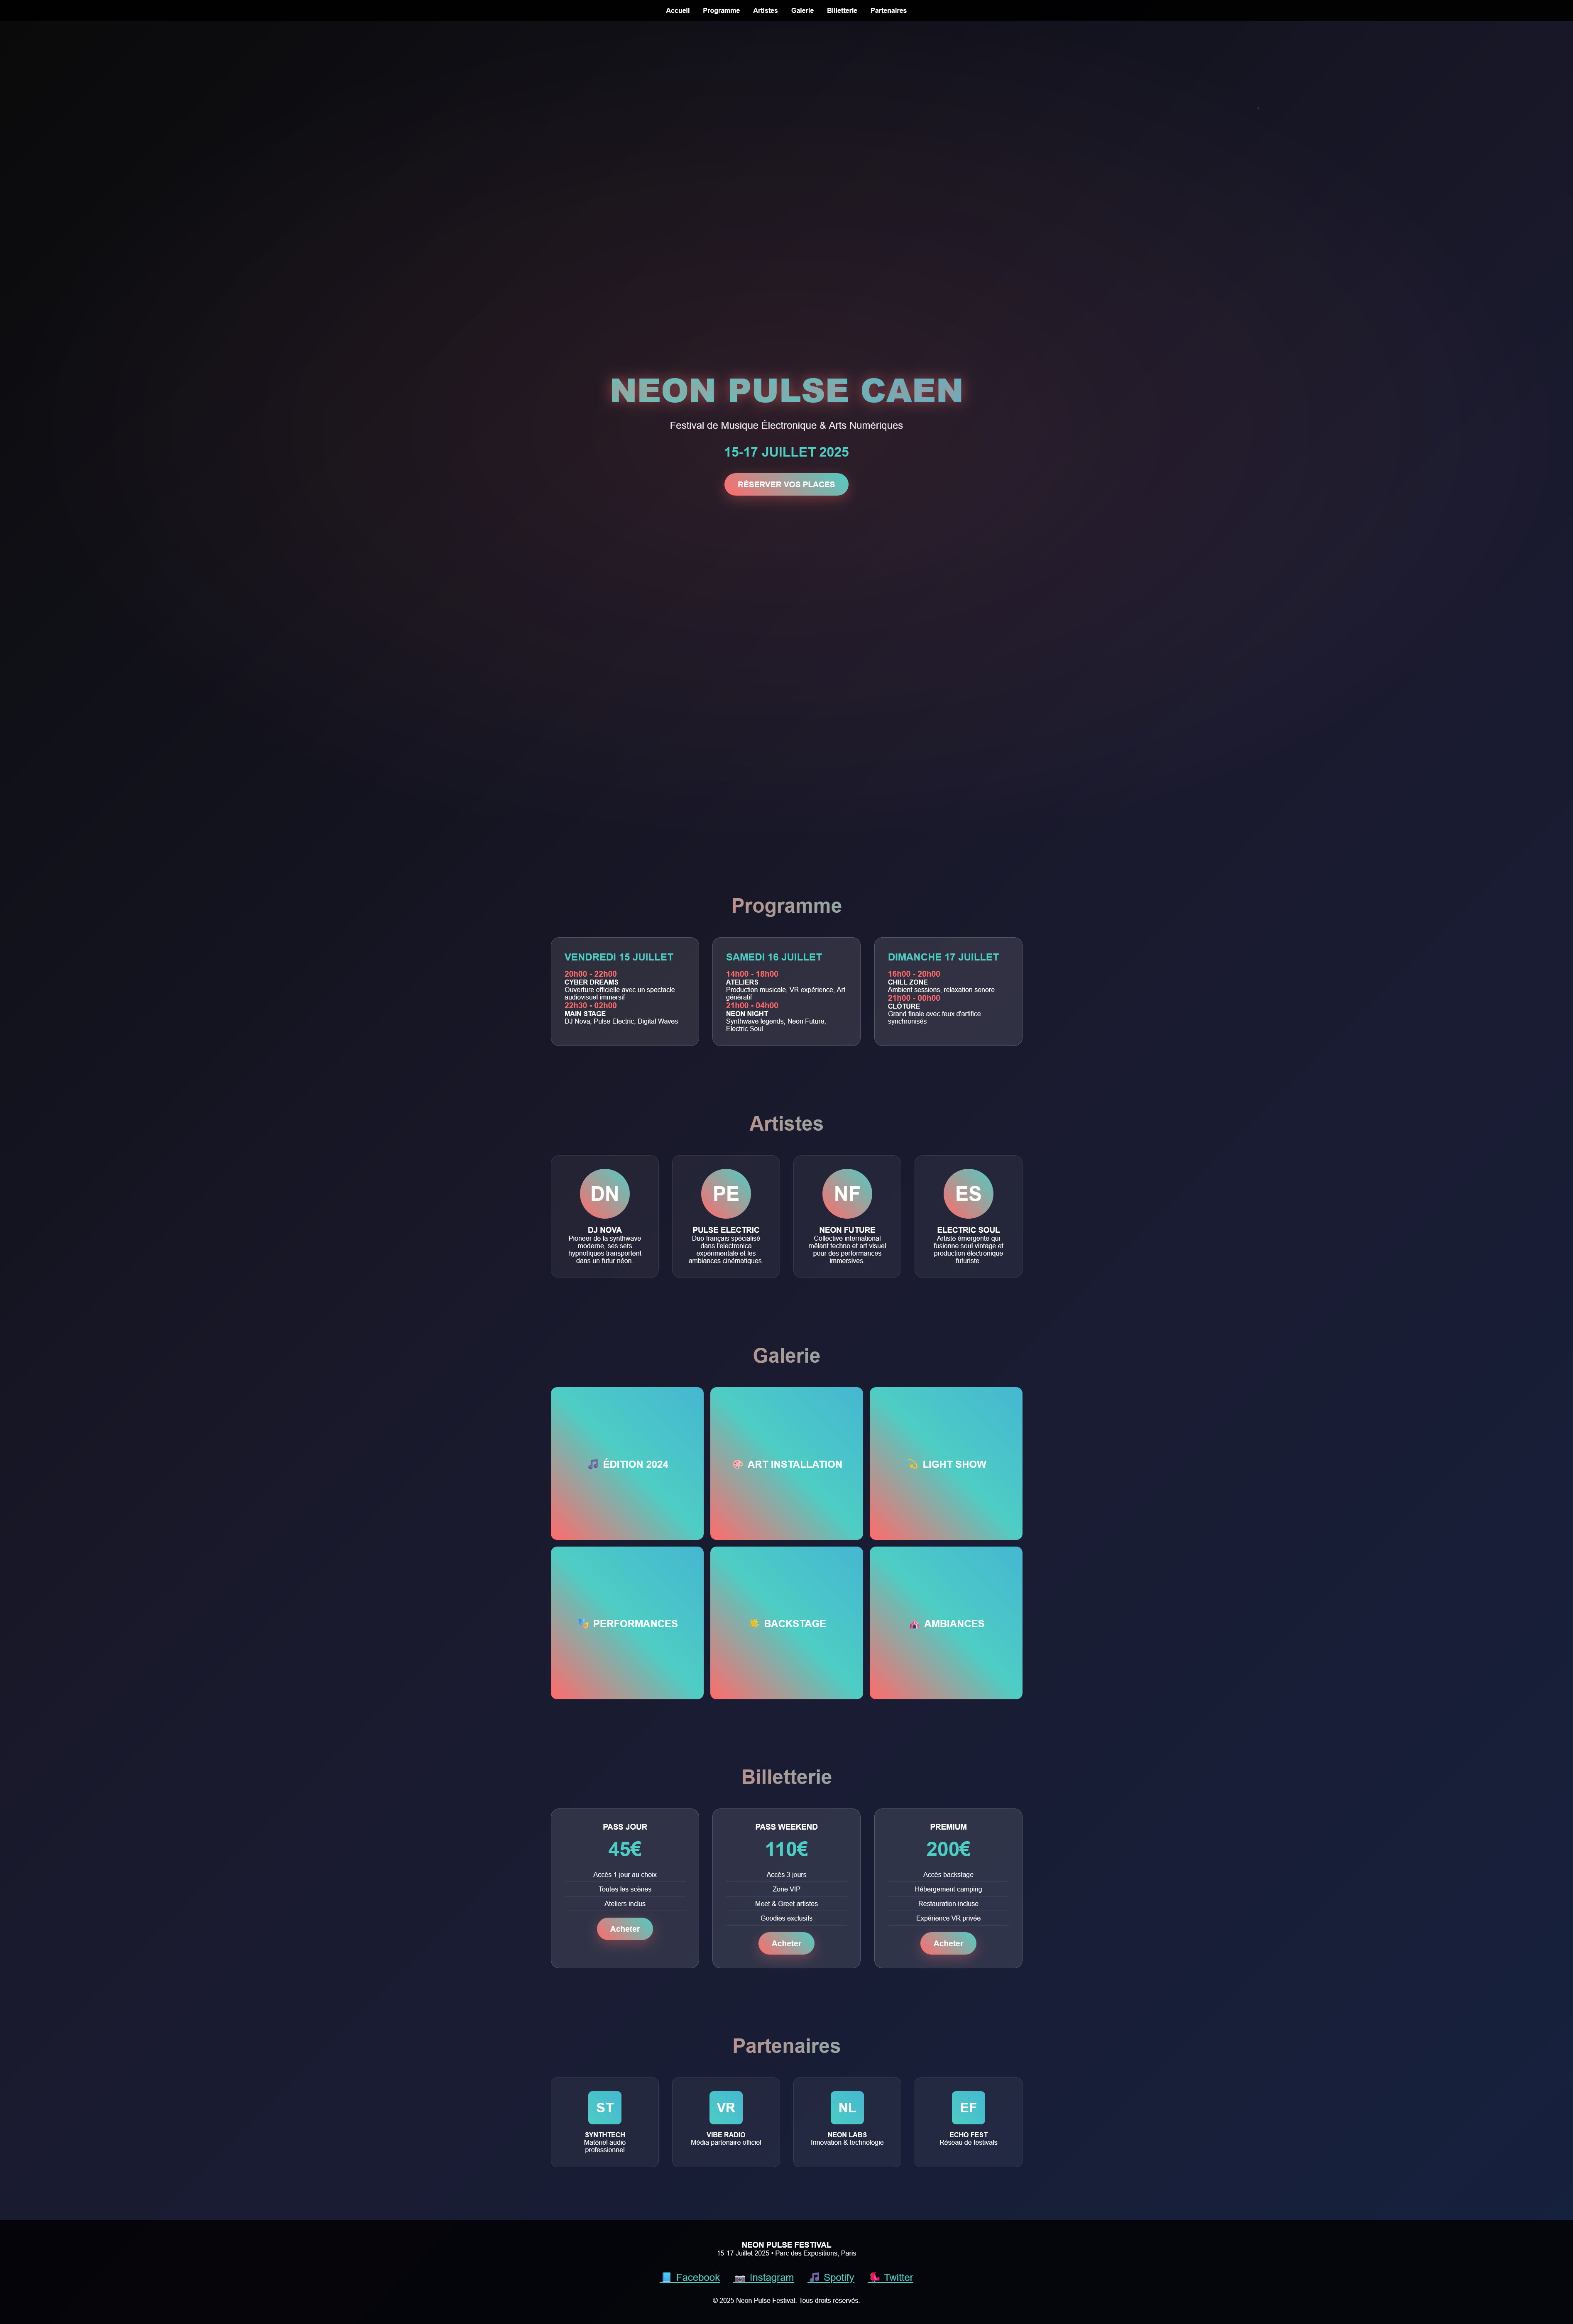 Accueil Programme Artistes Galerie Billetterie Partenaires
NEON PULSE CAEN
Festival de Musique Électronique & Arts Numériques
15-17 JUILLET 2025
RÉSERVER VOS PLACES
Programme
VENDREDI 15 JUILLET
20h00 - 22h00
CYBER DREAMS
Ouverture officielle avec un spectacle
audiovisuel immersif
22h30 - 02h00
MAIN STAGE
DJ Nova, Pulse Electric, Digital Waves
SAMEDI 16 JUILLET
14h00 - 18h00
ATELIERS
Production musicale, VR expérience, Art
génératif
21h00 - 04h00
NEON NIGHT
Synthwave legends, Neon Future,
Electric Soul
DIMANCHE 17 JUILLET
16h00 - 20h00
CHILL ZONE
Ambient sessions, relaxation sonore
21h00 - 00h00
CLÔTURE
Grand finale avec feux d'artifice
synchronisés
Artistes
DN
DJ NOVA
Pioneer de la synthwave
moderne, ses sets
hypnotiques transportent
dans un futur néon.
PE
PULSE ELECTRIC
Duo français spécialisé
dans l'electronica
expérimentale et les
ambiances cinématiques.
NF
NEON FUTURE
Collective international
mêlant techno et art visuel
pour des performances
immersives.
ES
ELECTRIC SOUL
Artiste émergente qui
fusionne soul vintage et
production électronique
futuriste.
Galerie
🎵 ÉDITION 2024
🎨 ART INSTALLATION
💫 LIGHT SHOW
🎭 PERFORMANCES
🌟 BACKSTAGE
🎪 AMBIANCES
Billetterie
PASS JOUR
45€
Accès 1 jour au choix
Toutes les scènes
Ateliers inclus
Acheter
PASS WEEKEND
110€
Accès 3 jours
Zone VIP
Meet & Greet artistes
Goodies exclusifs
Acheter
PREMIUM
200€
Accès backstage
Hébergement camping
Restauration incluse
Expérience VR privée
Acheter
Partenaires
ST
SYNTHTECH
Matériel audio
professionnel
VR
VIBE RADIO
Média partenaire officiel
NL
NEON LABS
Innovation & technologie
EF
ECHO FEST
Réseau de festivals
NEON PULSE FESTIVAL
15-17 Juillet 2025 • Parc des Expositions, Paris
📘 Facebook 📷 Instagram 🎵 Spotify 🐦 Twitter
© 2025 Neon Pulse Festival. Tous droits réservés.